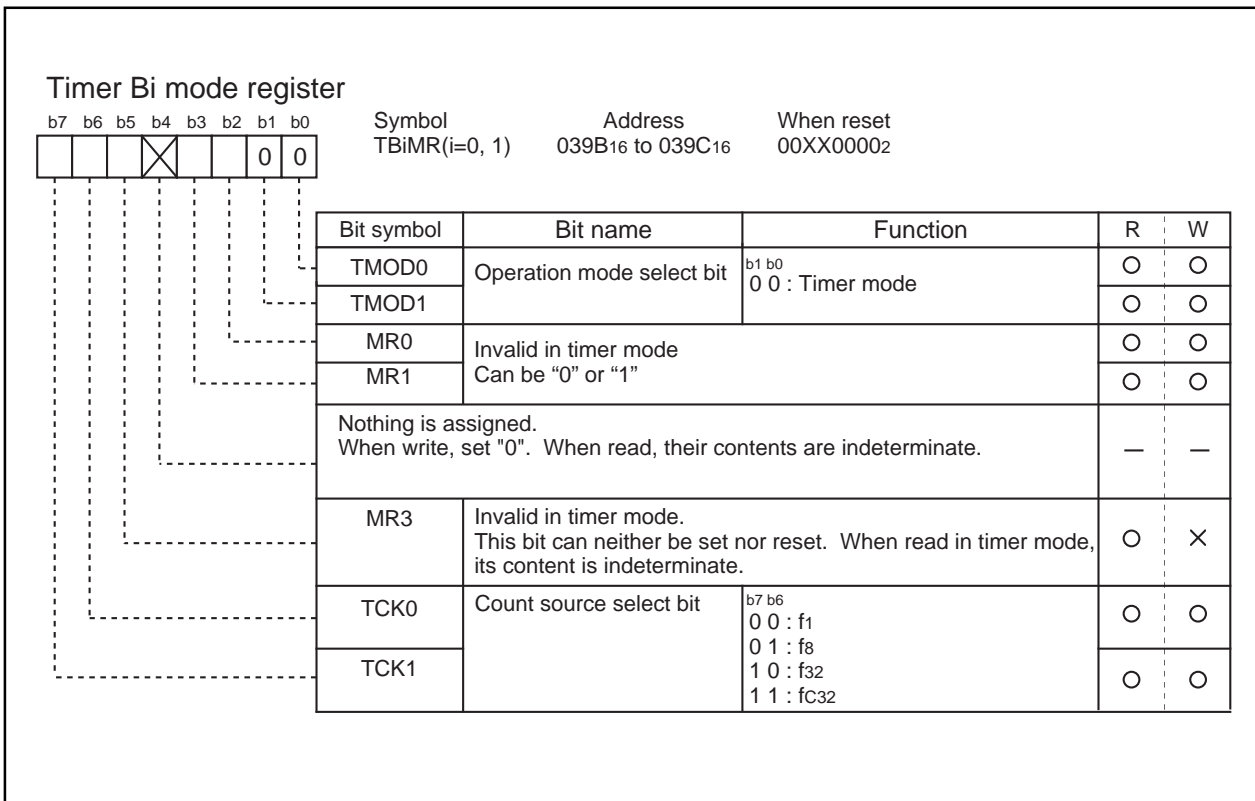 Timer Bi mode register
b7 b6 b5 b4 b3 b2 b1 b0
0 0
Symbol Address When reset
TBiMR(i=0, 1) 039B16 to 039C16 00XX00002
Bit symbol Bit name Function R W
TMOD0 Operation mode select bit b1 b0
0 0 : Timer mode
TMOD1
MR0 Invalid in timer mode
MR1 Can be “0” or “1”
Nothing is assigned.
When write, set "0". When read, their contents are indeterminate. – –
MR3 Invalid in timer mode.
This bit can neither be set nor reset. When read in timer mode,
its content is indeterminate.
TCK0 Count source select bit b7 b6
0 0 : f1
0 1 : f8
TCK1 1 0 : f32
1 1 : fC32